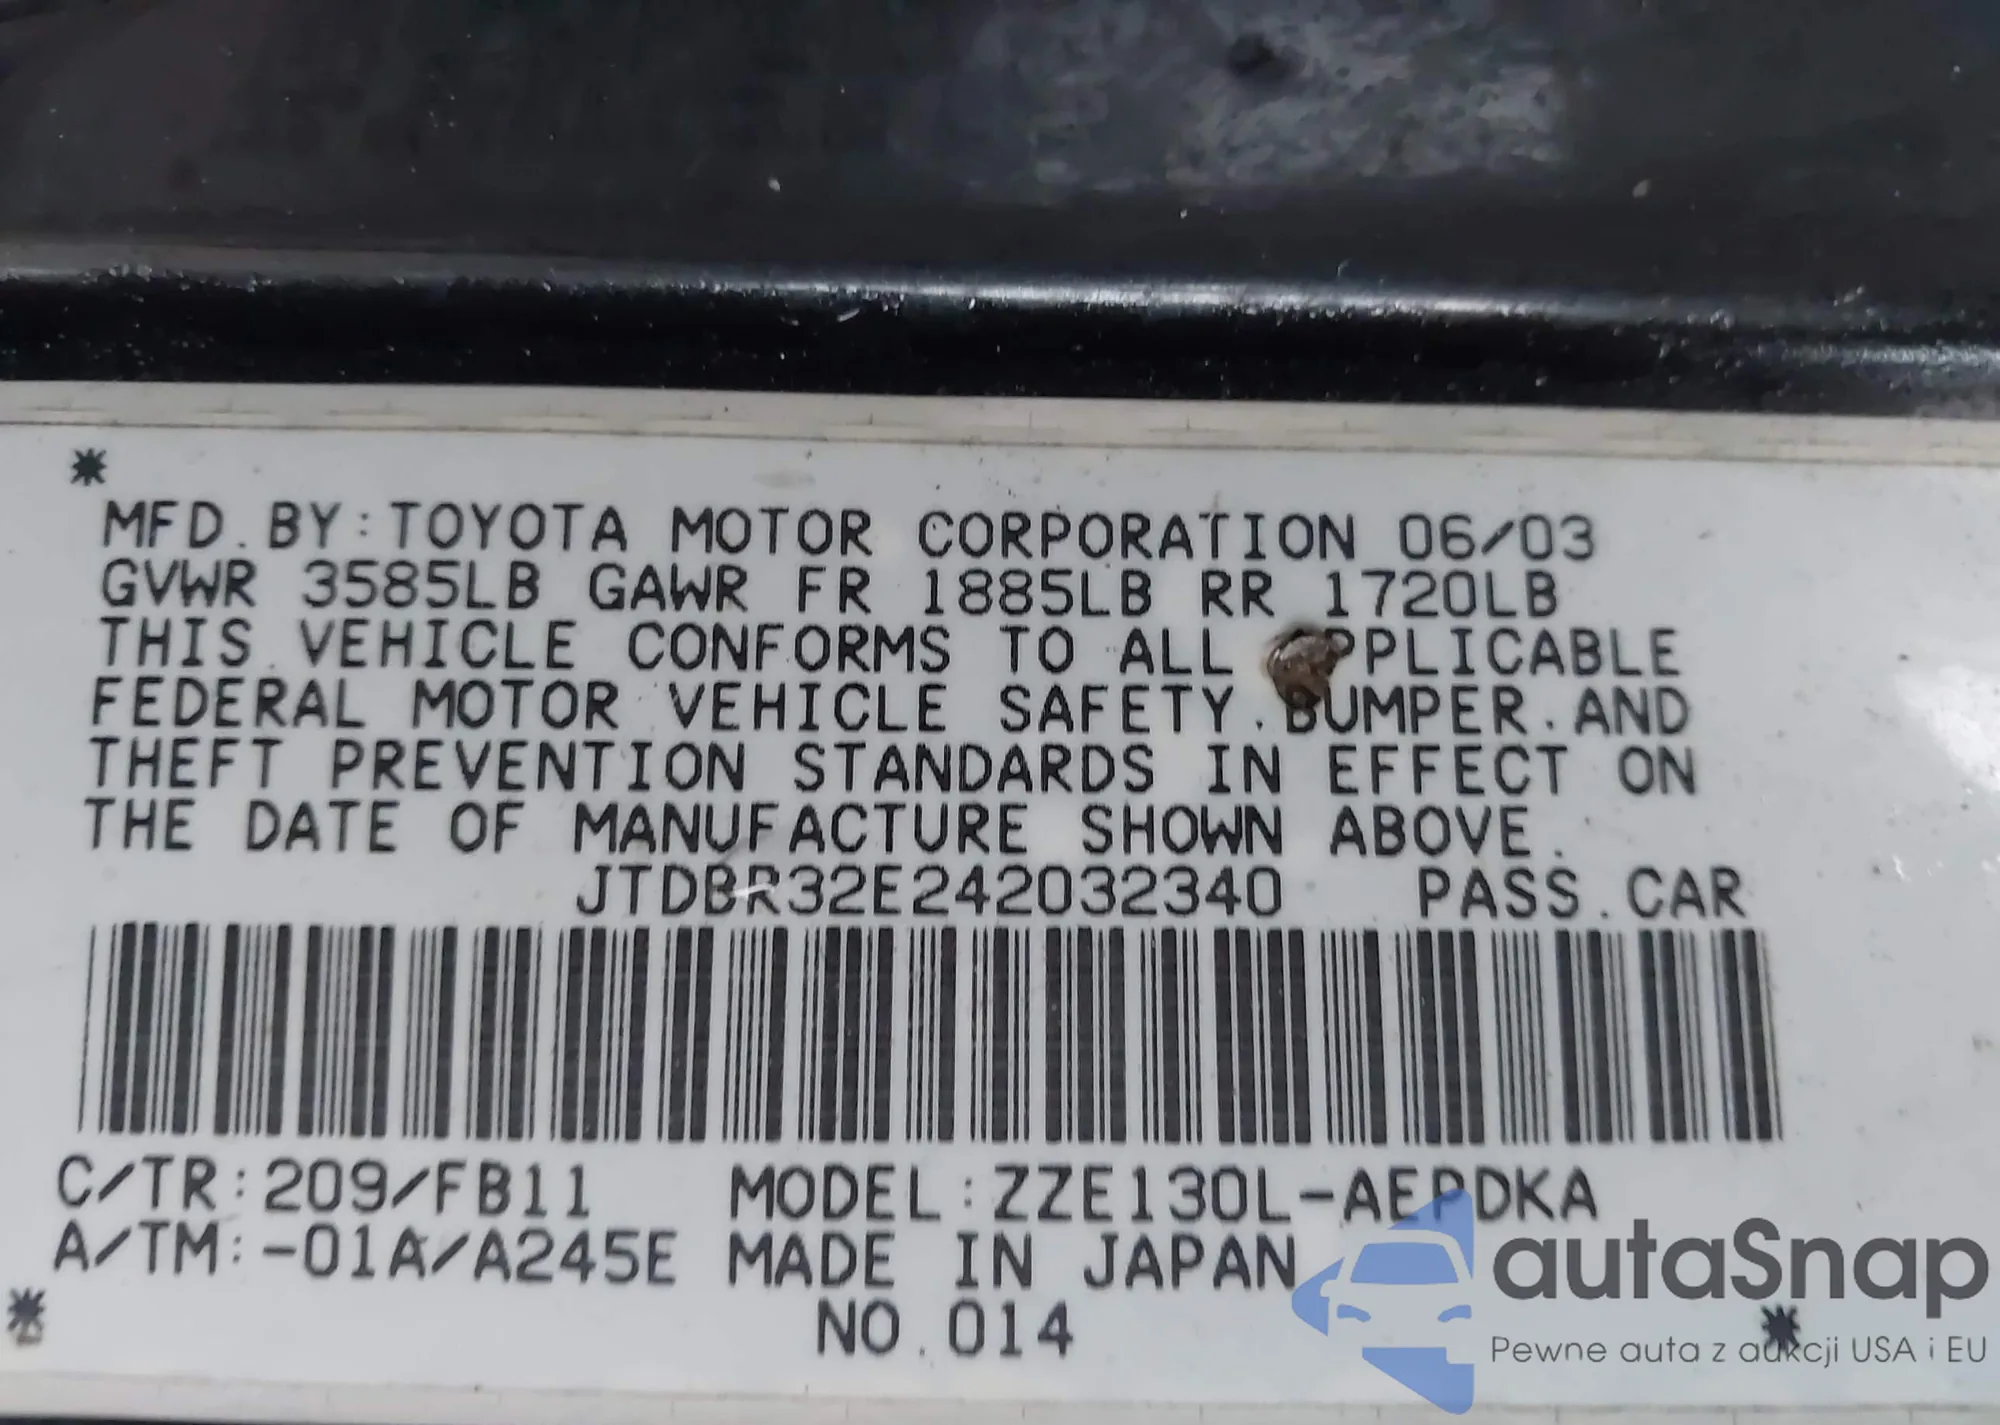 MFD. BY: TOYOTA MOTOR CORPORATION 06/03
GVWR 3585LB GAWR FR 1885LB RR 1720LB
THIS VEHICLE CONFORMS TO ALL APPLICABLE
FEDERAL MOTOR VEHICLE SAFETY. BUMPER. AND
THEFT PREVENTION STANDARDS IN EFFECT ON
THE DATE OF MANUFACTURE SHOWN ABOVE.
JTDBR32E242032340 PASS. CAR
C/TR: 209/FB11 MODEL: ZZE130L-AEPDKA
A/TM: -01A/A245E MADE IN JAPAN
NO. 014
autaSnap
Pewne auta z aukcji USA i EU